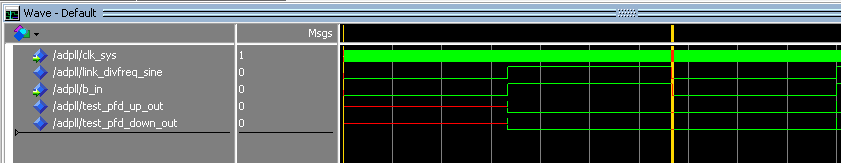 Wave - Default
Msgs
/adpll/clk_sys 1
/adpll/link_divfreq_sine 0
/adpll/b_in 0
/adpll/test_pfd_up_out 0
/adpll/test_pfd_down_out 0